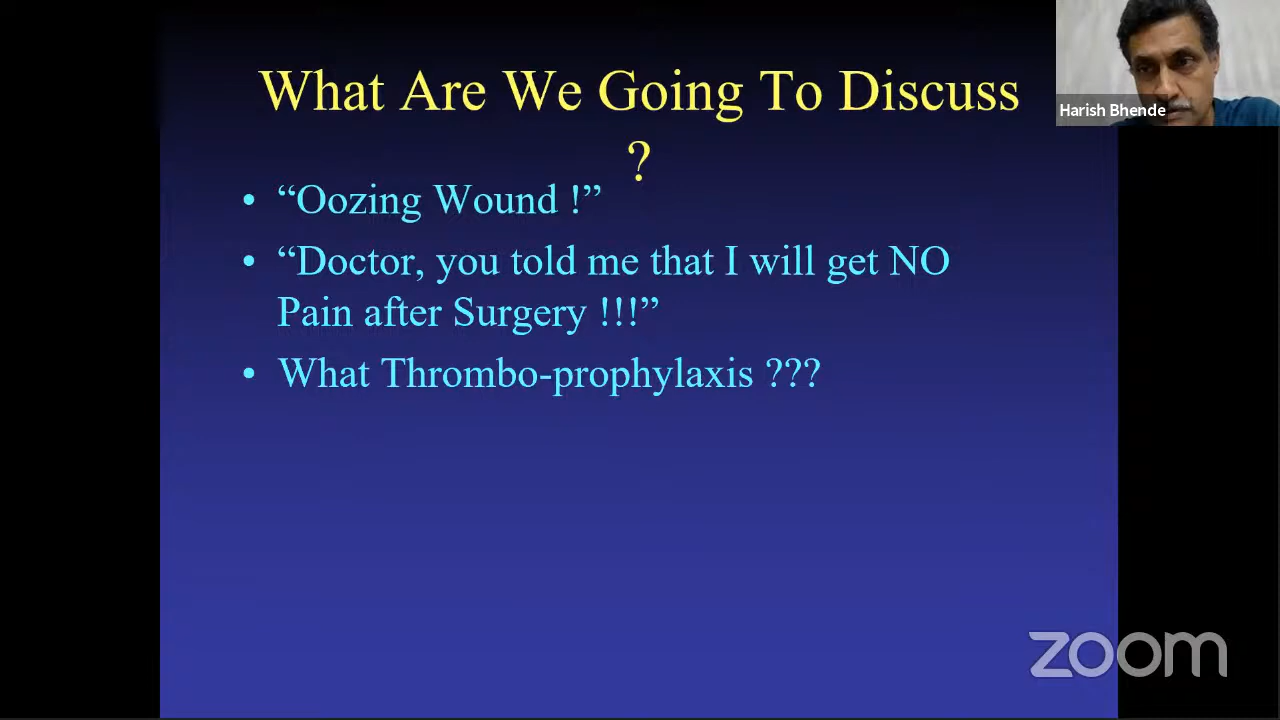 What Are We Going To Discuss
?
Harish Bhende
• “Oozing Wound !”
• “Doctor, you told me that I will get NO
Pain after Surgery !!!”
• What Thrombo-prophylaxis ???
zoom